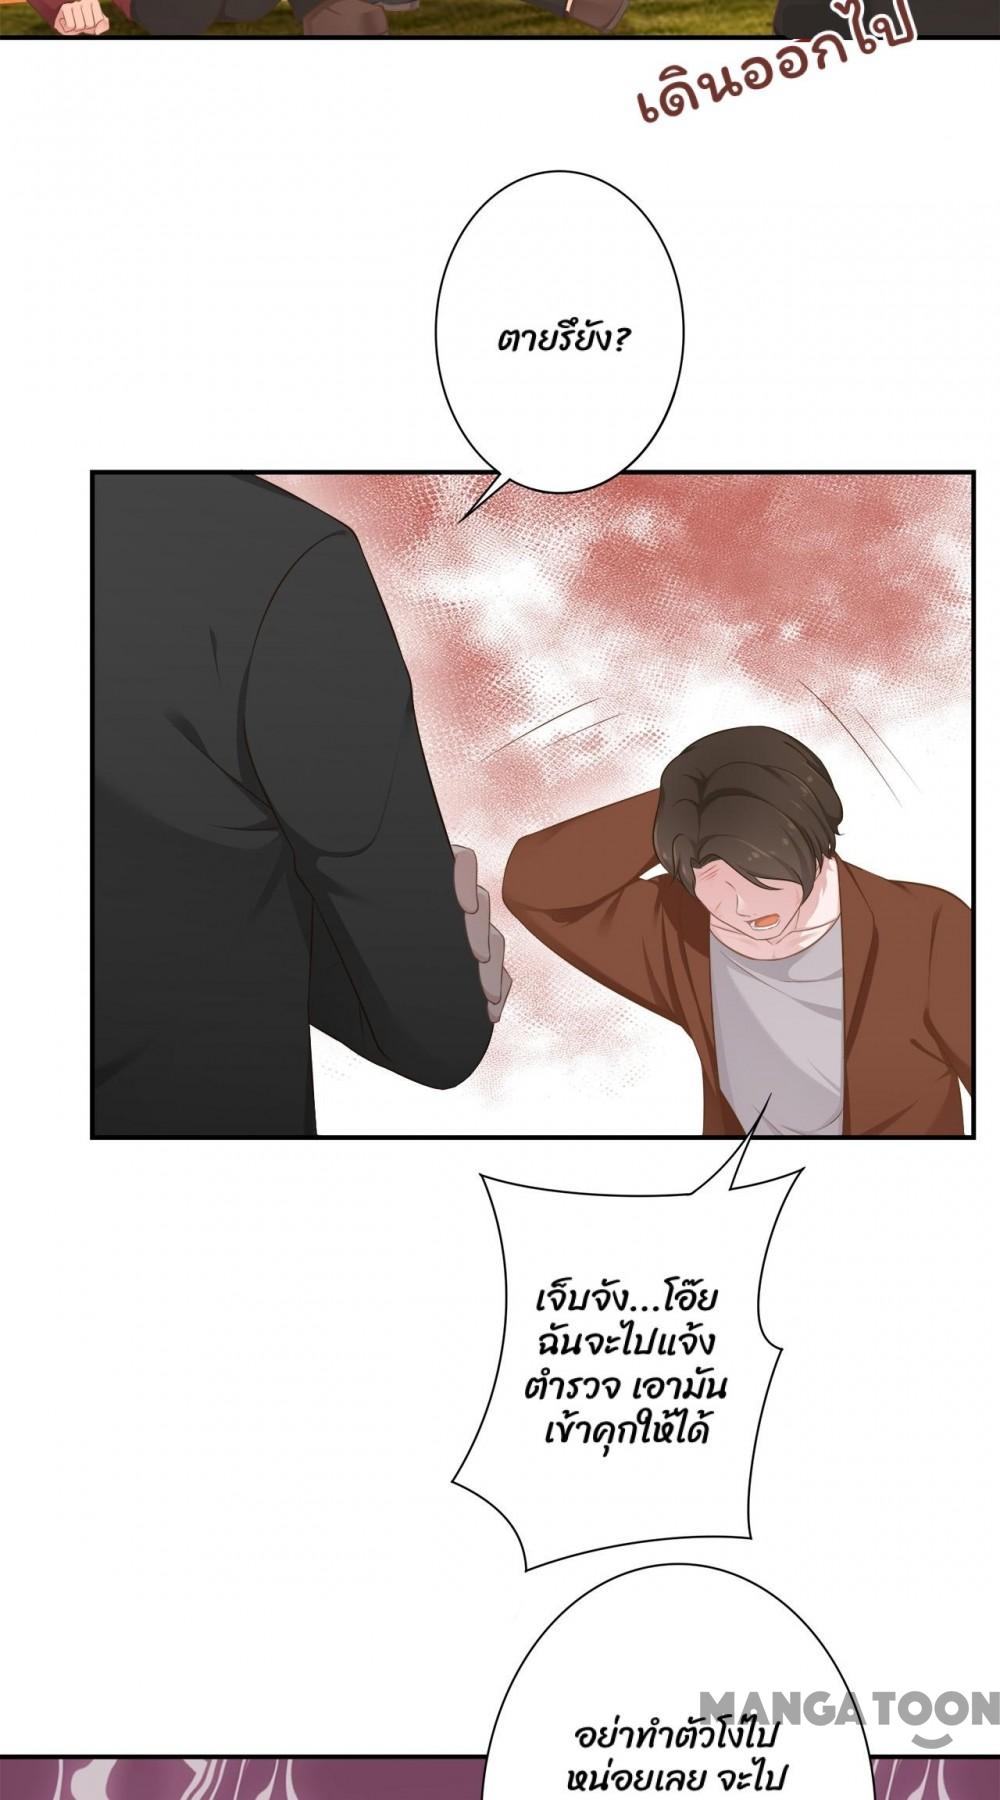 เดินออกไป
ตายรึยัง?
เจ็บจัง...โอ๊ย
ฉันจะไปแจ้ง
ตำรวจ เอามัน
เข้าคุกให้ได้
MANGATOON
อย่าทำตัวโง่ไป
หน่อยเลย จะไป